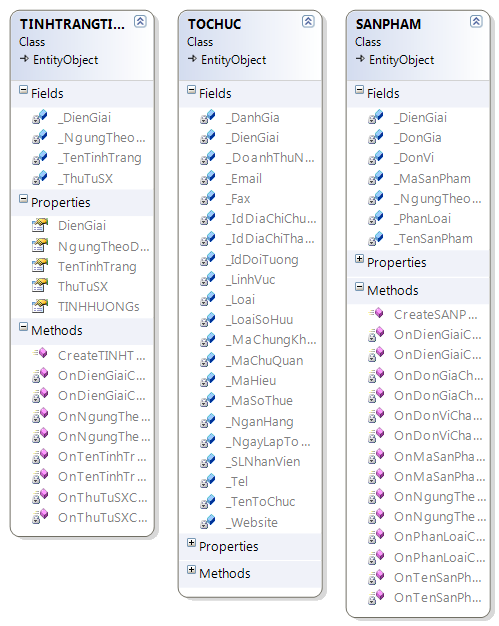 TINHTRANGTI...
Class
EntityObject
Fields
_DienGiai
_NgungTheo...
_TenTinhTrang
_ThuTuSX
Properties
DienGiai
NgungTheoD...
TenTinhTrang
ThuTuSX
TINHHUONGs
Methods
CreateTINHT...
OnDienGiaiC...
OnDienGiaiC...
OnNgungThe...
OnNgungThe...
OnTenTinhTr...
OnTenTinhTr...
OnThuTuSXC...
OnThuTuSXC...
TOCHUC
Class
EntityObject
Fields
_DanhGia
_DienGiai
_DoanhThuN...
_Email
_Fax
_IdDiaChiChu...
_IdDiaChiTha...
_IdDoiTuong
_LinhVuc
_Loai
_LoaiSoHuu
_MaChungKh...
_MaChuQuan
_MaHieu
_MaSoThue
_NganHang
_NgayLapTo...
_SLNhanVien
_Tel
_TenToChuc
_Website
Properties
Methods
SANPHAM
Class
EntityObject
Fields
_DienGiai
_DonGia
_DonVi
_MaSanPham
_NgungTheo...
_PhanLoai
_TenSanPham
Properties
Methods
CreateSANP...
OnDienGiaiC...
OnDienGiaiC...
OnDonGiaCh...
OnDonGiaCh...
OnDonViCha...
OnDonViCha...
OnMaSanPha...
OnMaSanPha...
OnNgungThe...
OnNgungThe...
OnPhanLoaiC...
OnPhanLoaiC...
OnTenSanPh...
OnTenSanPh...